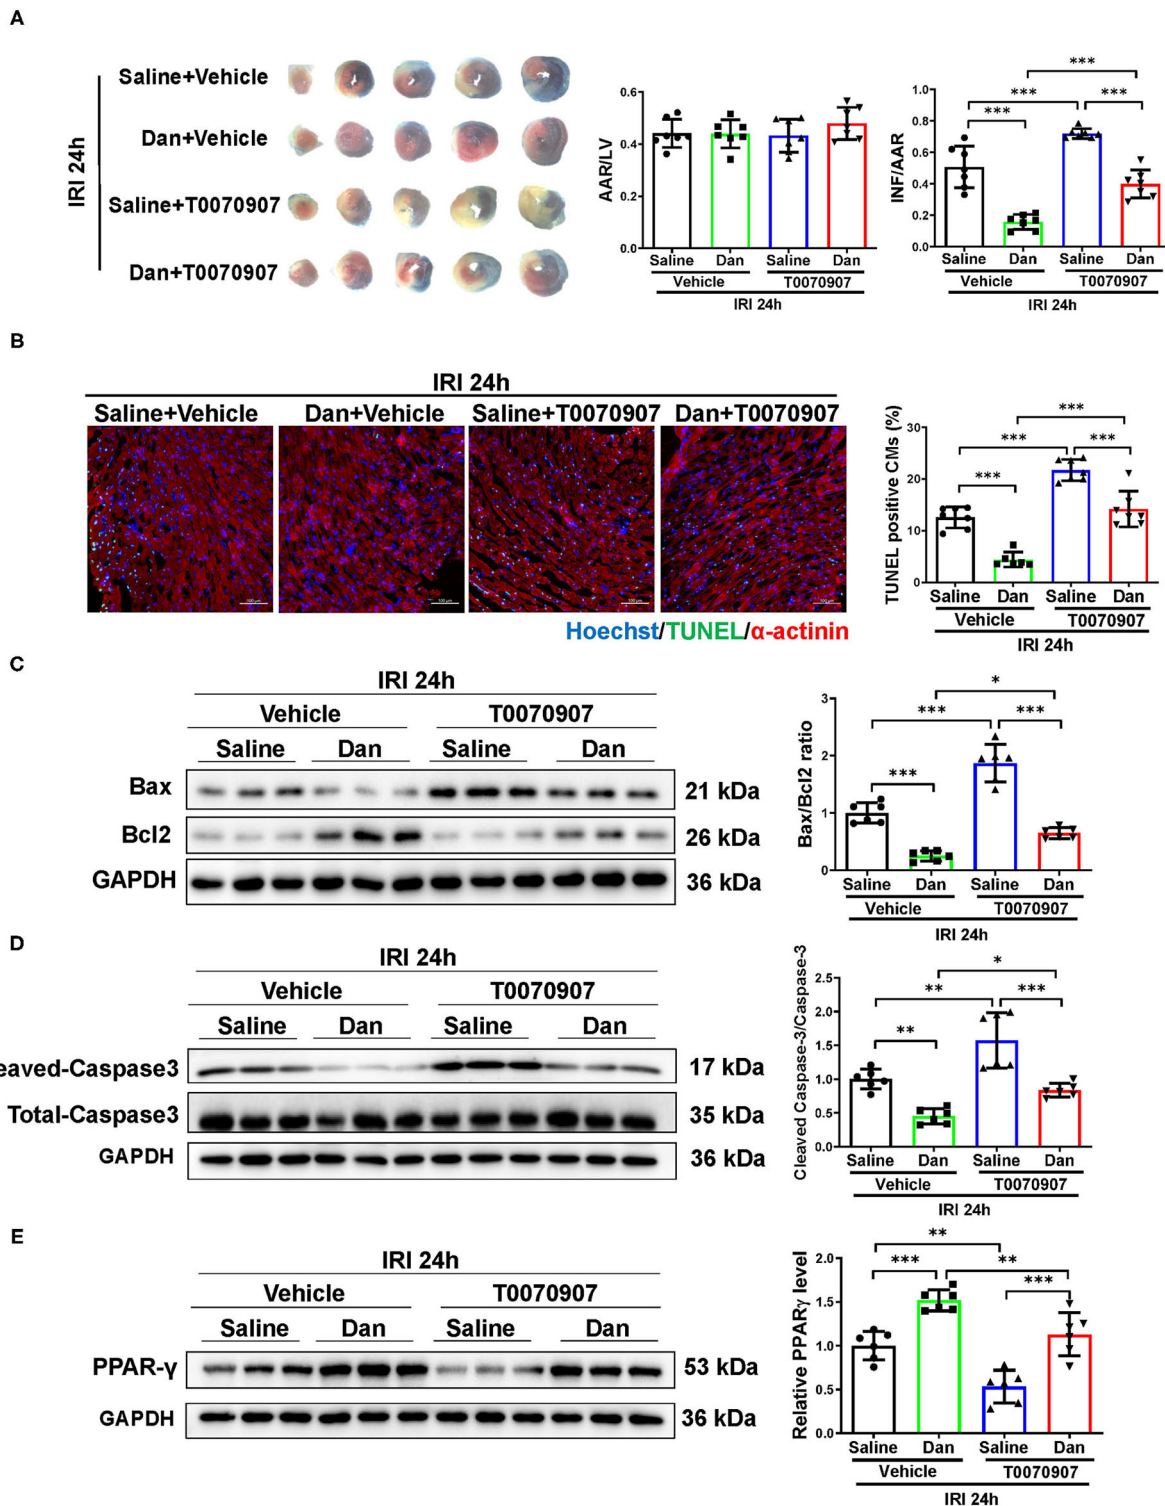 A
IRI 24h
Saline+Vehicle
Dan+Vehicle
Saline+T0070907
Dan+T0070907
AAR/LV
0.6
0.4
0.2
0.0
Saline Dan Saline Dan
Vehicle T0070907
IRI 24h
INF/AAR
1.0
0.8
0.6
0.4
0.2
0.0
***
*** ***
***
Saline Dan Saline Dan
Vehicle T0070907
IRI 24h
B
IRI 24h
Saline+Vehicle Dan+Vehicle Saline+T0070907 Dan+T0070907
100 μm 100 μm 100 μm 100 μm
Hoechst/TUNEL/α-actinin
TUNEL positive CMs (%)
30
20
10
0
***
*** ***
***
Saline Dan Saline Dan
Vehicle T0070907
IRI 24h
C
IRI 24h
Vehicle T0070907
Saline Dan Saline Dan
Bax 21 kDa
Bcl2 26 kDa
GAPDH 36 kDa
Bax/Bcl2 ratio
3
2
1
0
*
*** ***
***
Saline Dan Saline Dan
Vehicle T0070907
IRI 24h
D
IRI 24h
Vehicle T0070907
Saline Dan Saline Dan
eaved-Caspase3 17 kDa
Total-Caspase3 35 kDa
GAPDH 36 kDa
Cleaved Caspase-3/Caspase-3
2.5
2.0
1.5
1.0
0.5
0.0
*
** ***
**
Saline Dan Saline Dan
Vehicle T0070907
IRI 24h
E
IRI 24h
Vehicle T0070907
Saline Dan Saline Dan
PPAR-γ 53 kDa
GAPDH 36 kDa
Relative PPARγ level
2.0
1.5
1.0
0.5
0.0
**
*** **
***
Saline Dan Saline Dan
Vehicle T0070907
IRI 24h